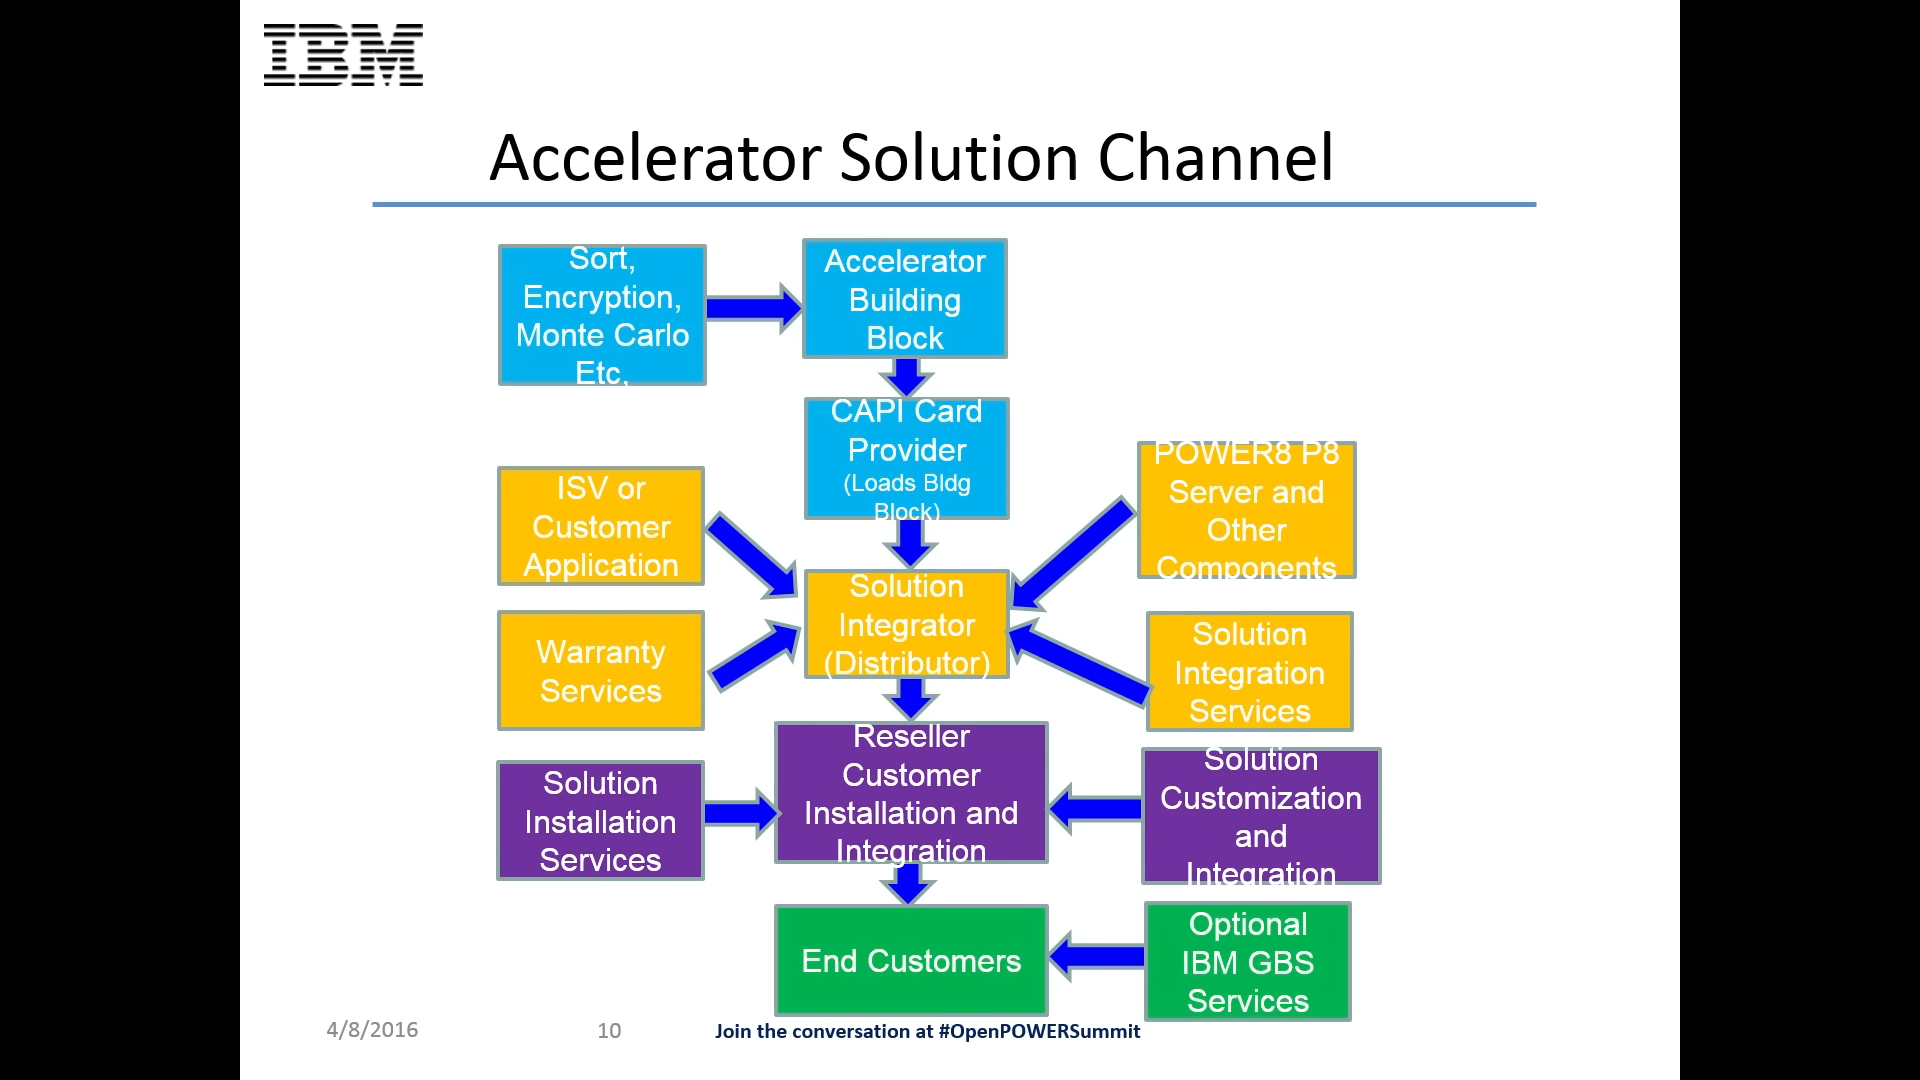 IBM
Accelerator Solution Channel
Sort,
Encryption,
Monte Carlo
Etc,
Accelerator
Building
Block
CAPI Card
Provider
(Loads Bldg
Block)
ISV or
Customer
Application
POWER8 P8
Server and
Other
Components
Solution
Integrator
(Distributor)
Warranty
Services
Solution
Integration
Services
Reseller
Customer
Installation and
Integration
Solution
Installation
Services
Solution
Customization
and
Integration
End Customers
Optional
IBM GBS
Services
4/8/2016
10
Join the conversation at #OpenPOWERSummit